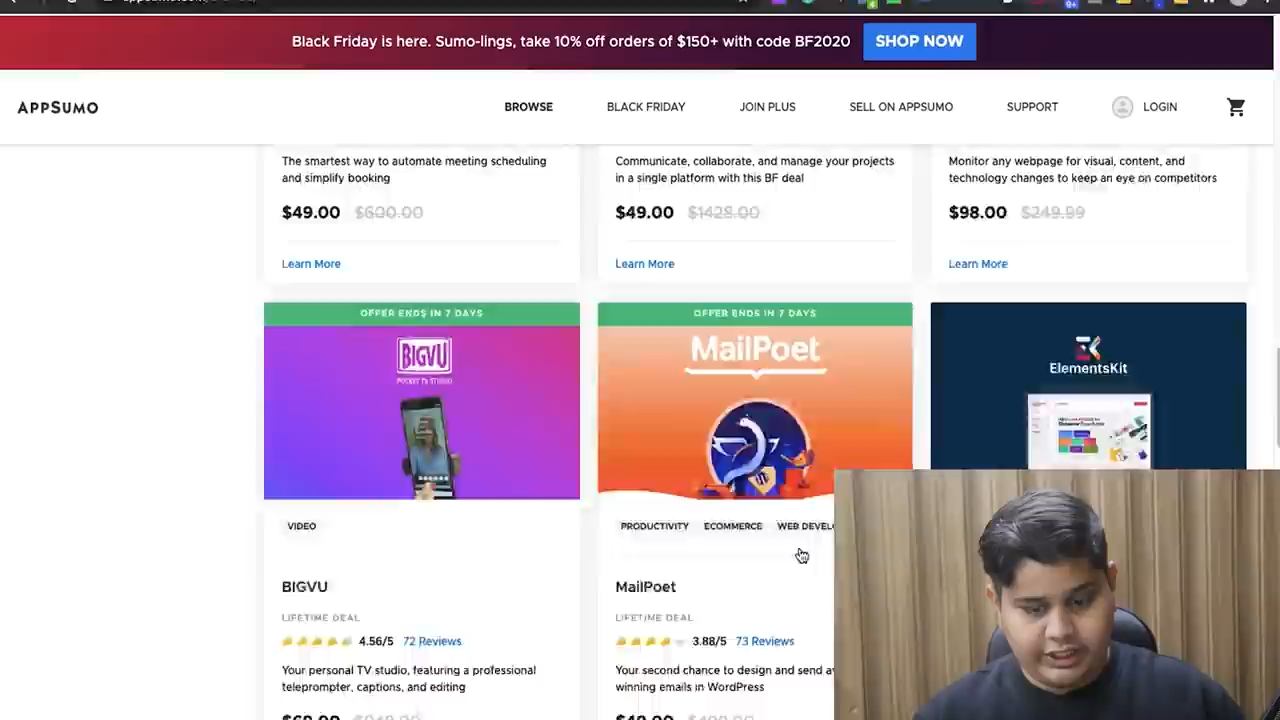 Black Friday is here. Sumo-lings, take 10% off orders of $150+ with code BF2020
SHOP NOW
APPSUMO
BROWSE
BLACK FRIDAY
JOIN PLUS
SELL ON APPSUMO
SUPPORT
LOGIN
The smartest way to automate meeting scheduling
and simplify booking
$49.00 $600.00
Learn More
Communicate, collaborate, and manage your projects
in a single platform with this BF deal
$49.00 $1428.00
Learn More
Monitor any webpage for visual, content, and
technology changes to keep an eye on competitors
$98.00 $249.99
Learn More
OFFER ENDS IN 7 DAYS
BIGVU
POCKET TV STUDIO
VIDEO
BIGVU
LIFETIME DEAL
4.56/5 72 Reviews
Your personal TV studio, featuring a professional
teleprompter, captions, and editing
OFFER ENDS IN 7 DAYS
MailPoet
PRODUCTIVITY ECOMMERCE WEB
MailPoet
LIFETIME DEAL
3.88/5 73 Reviews
Your second chance to design and send
winning emails in WordPress
ElementsKit